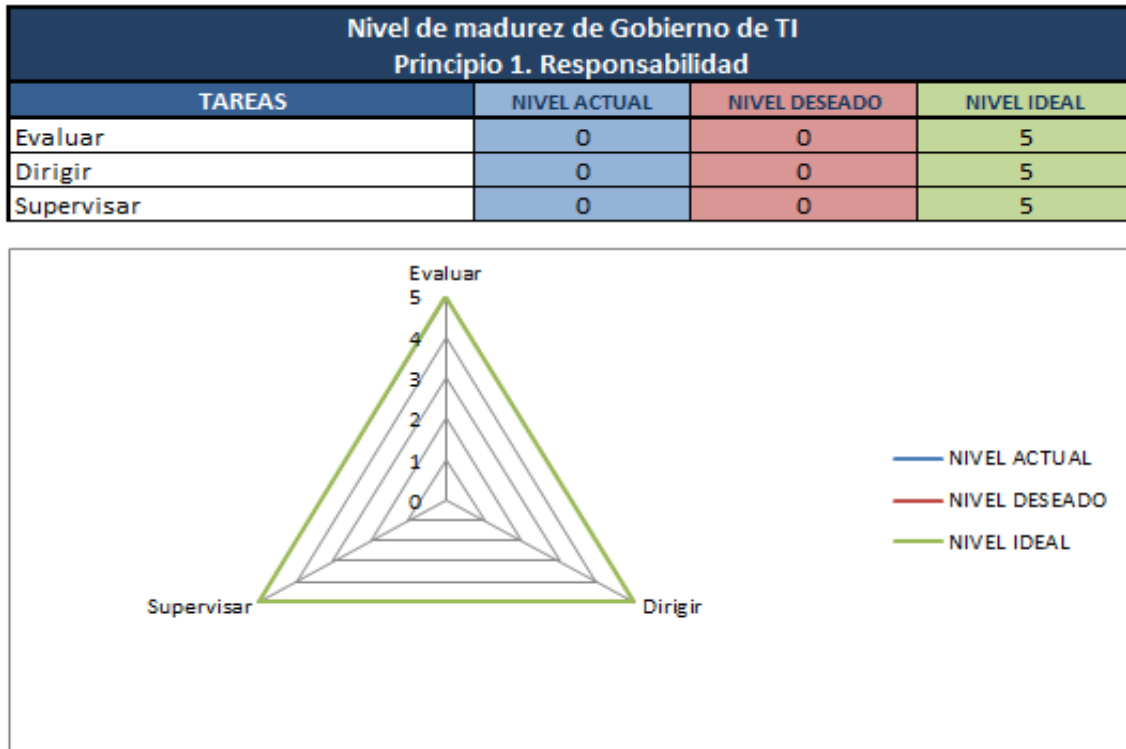 Nivel de madurez de Gobierno de TI
Principio 1. Responsabilidad
TAREAS NIVEL ACTUAL NIVEL DESEADO NIVEL IDEAL
Evaluar 0 0 5
Dirigir 0 0 5
Supervisar 0 0 5
Evaluar
5
4
3
2
1
0
NIVEL ACTUAL
NIVEL DESEADO
NIVEL IDEAL
Supervisar Dirigir